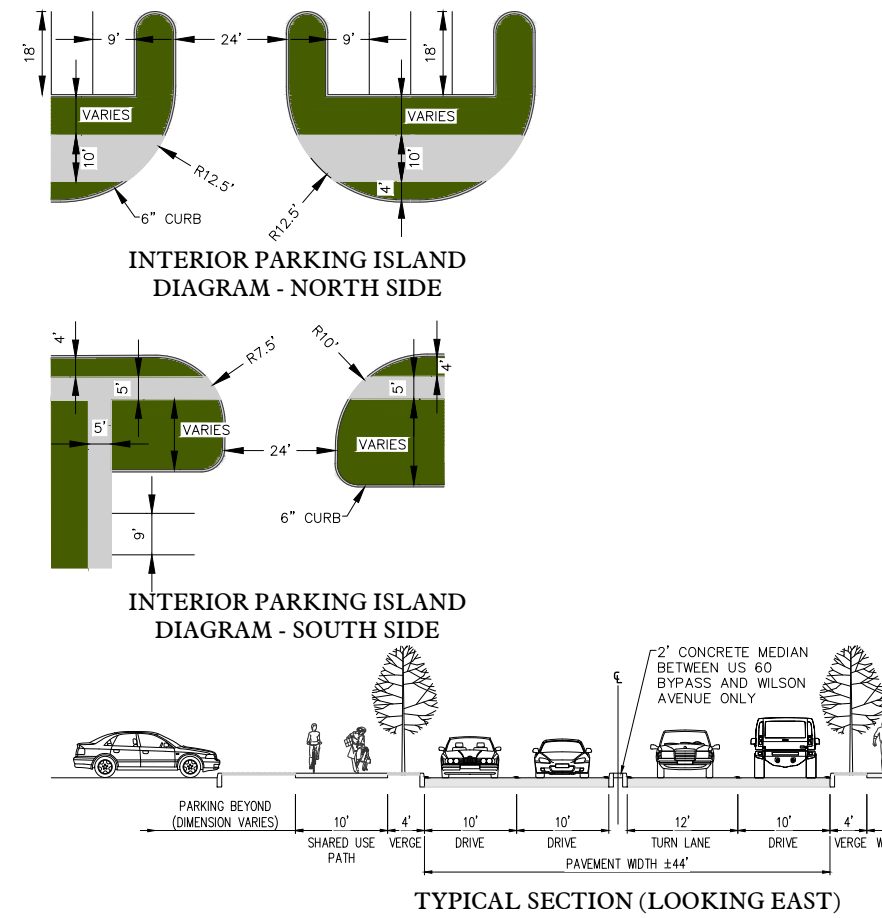 18'
9'
24'
9'
18'
VARIES
VARIES
10'
10'
R12.5'
4'
R12.5'
6" CURB
INTERIOR PARKING ISLAND
DIAGRAM - NORTH SIDE
4'
R7.5'
R10'
4'
5'
5'
5'
VARIES
24'
VARIES
6" CURB
9'
INTERIOR PARKING ISLAND
DIAGRAM - SOUTH SIDE
2' CONCRETE MEDIAN
BETWEEN US 60
BYPASS AND WILSON
AVENUE ONLY
PARKING BEYOND
(DIMENSION VARIES)
10'
4'
10'
10'
12'
10'
4'
SHARED USE
PATH
VERGE
DRIVE
DRIVE
TURN LANE
DRIVE
VERGE
W
PAVEMENT WIDTH ±44'
TYPICAL SECTION (LOOKING EAST)